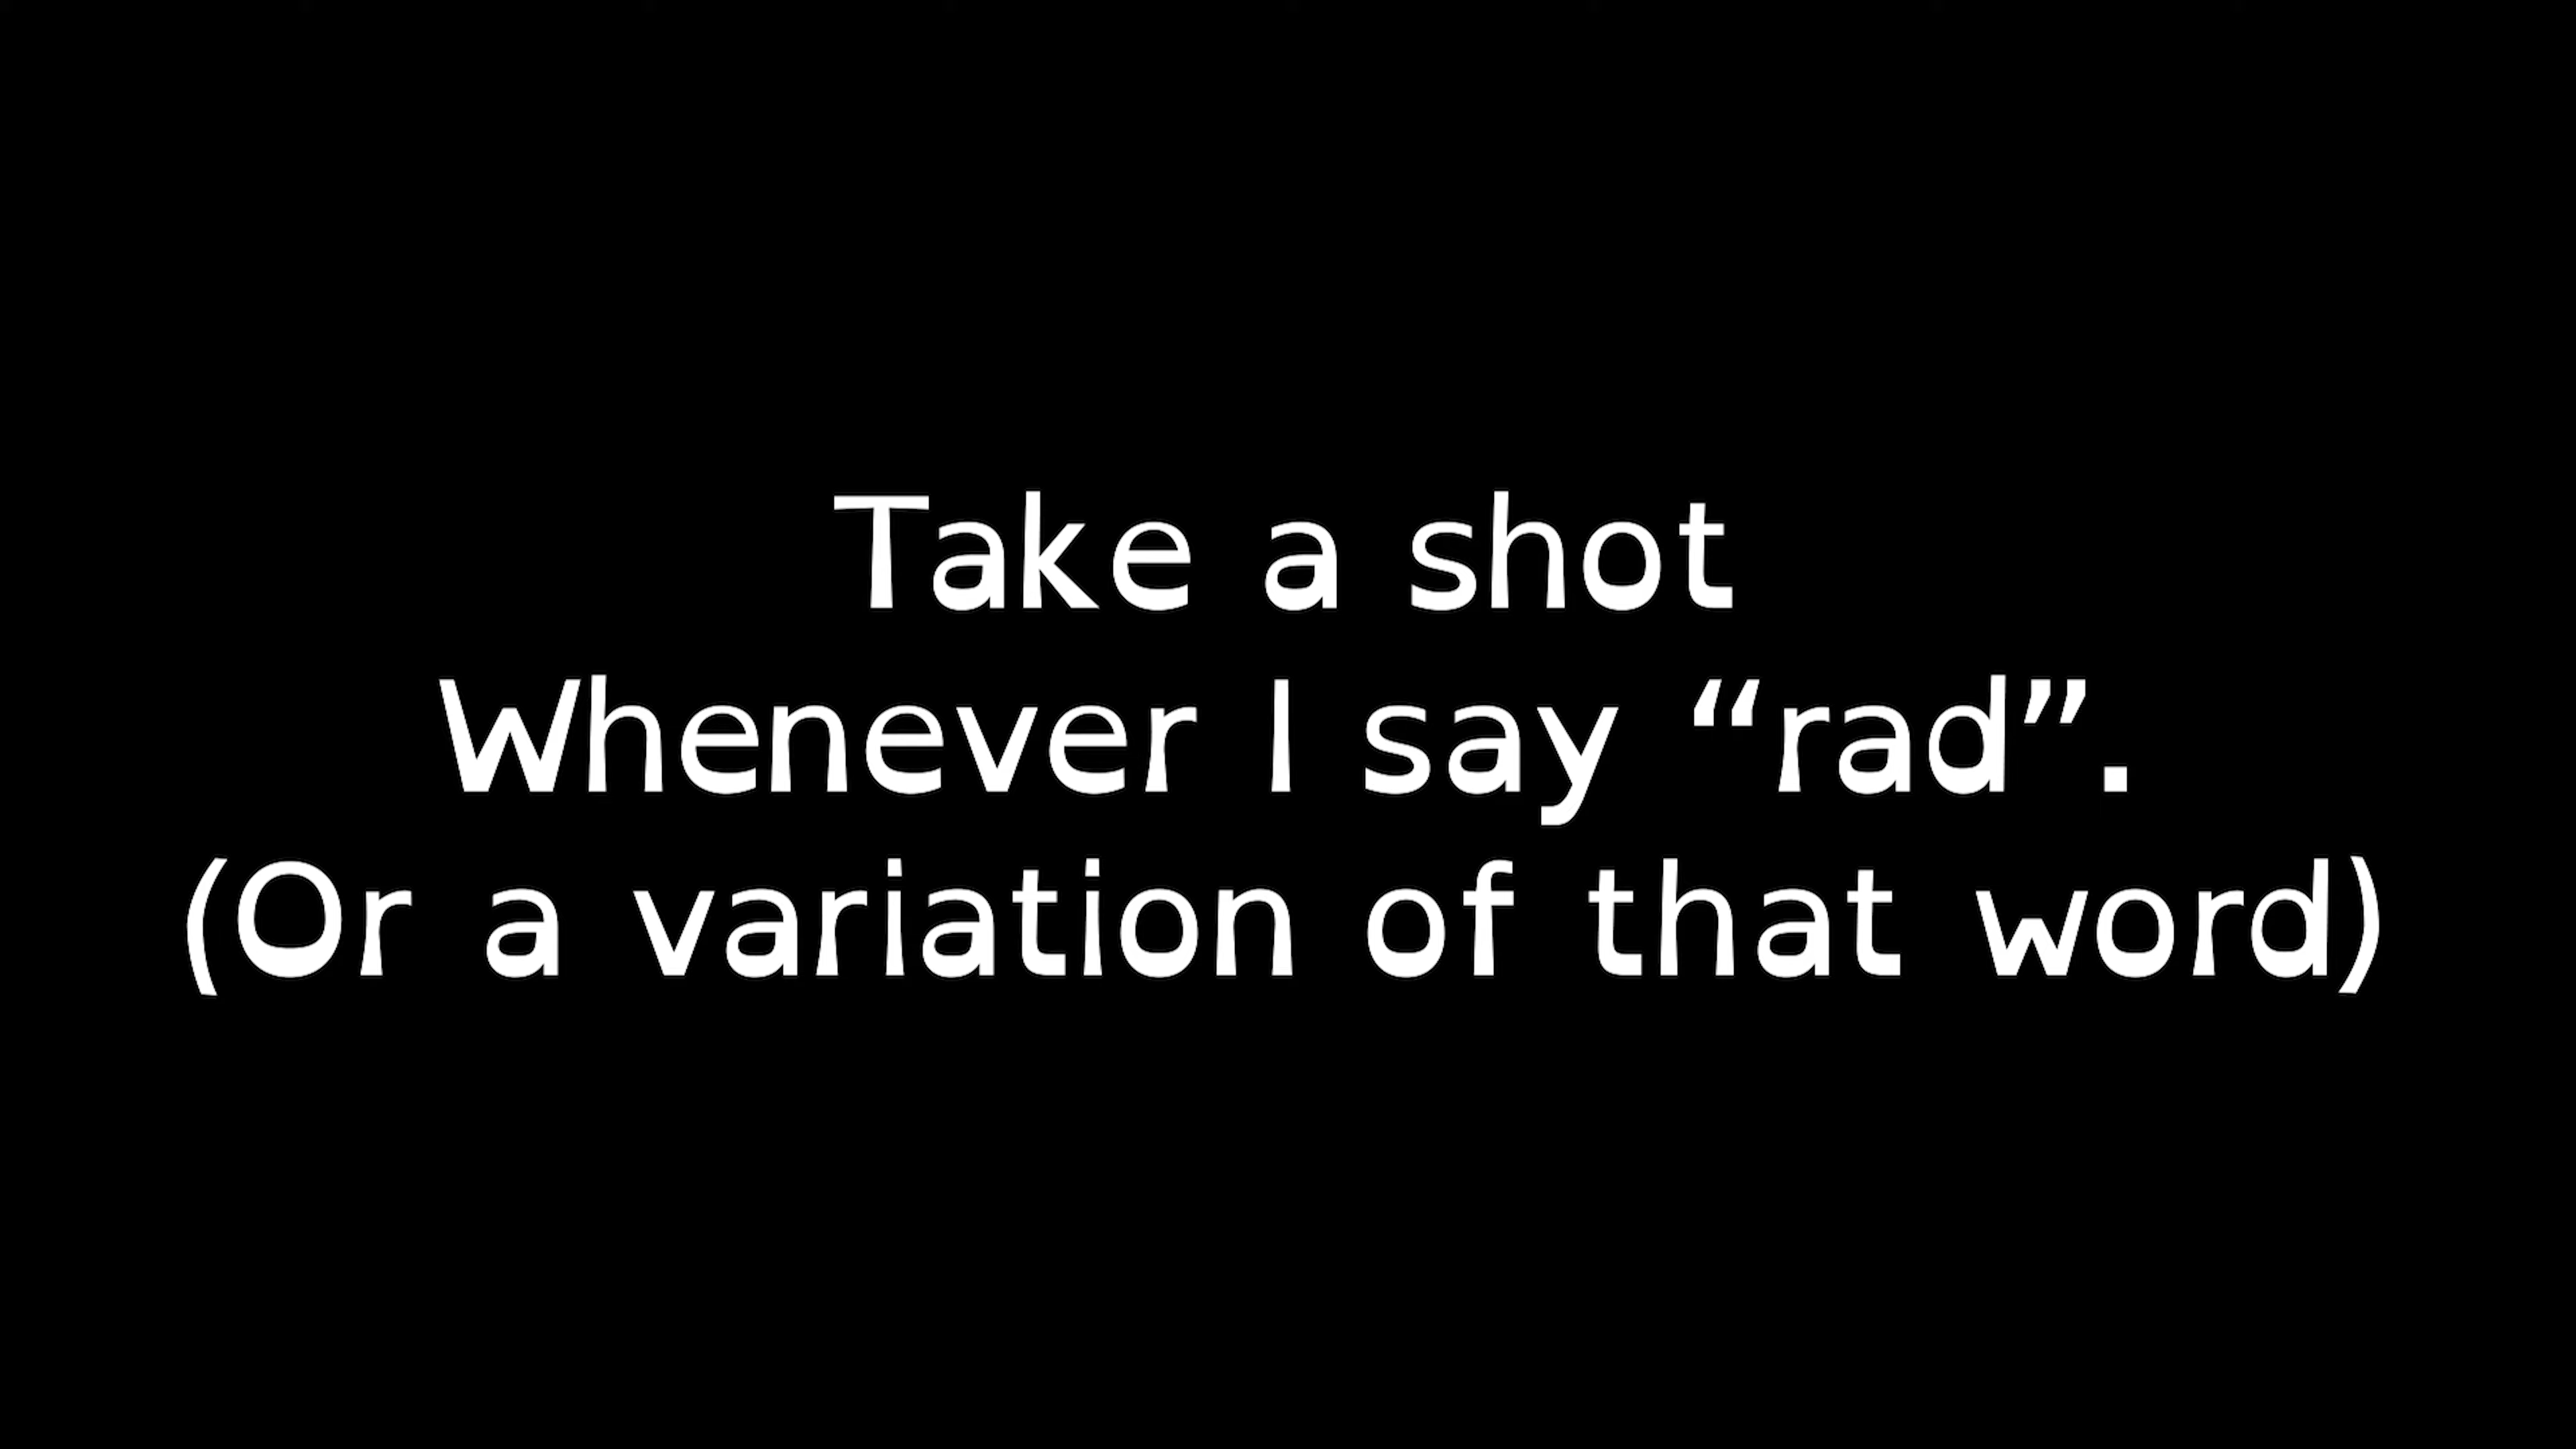 Take a shot
Whenever I say “rad”.
(Or a variation of that word)